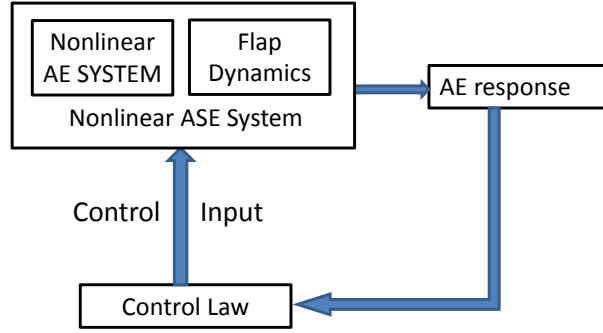 Nonlinear
AE SYSTEM
Flap
Dynamics
Nonlinear ASE System
AE response
Control Input
Control Law